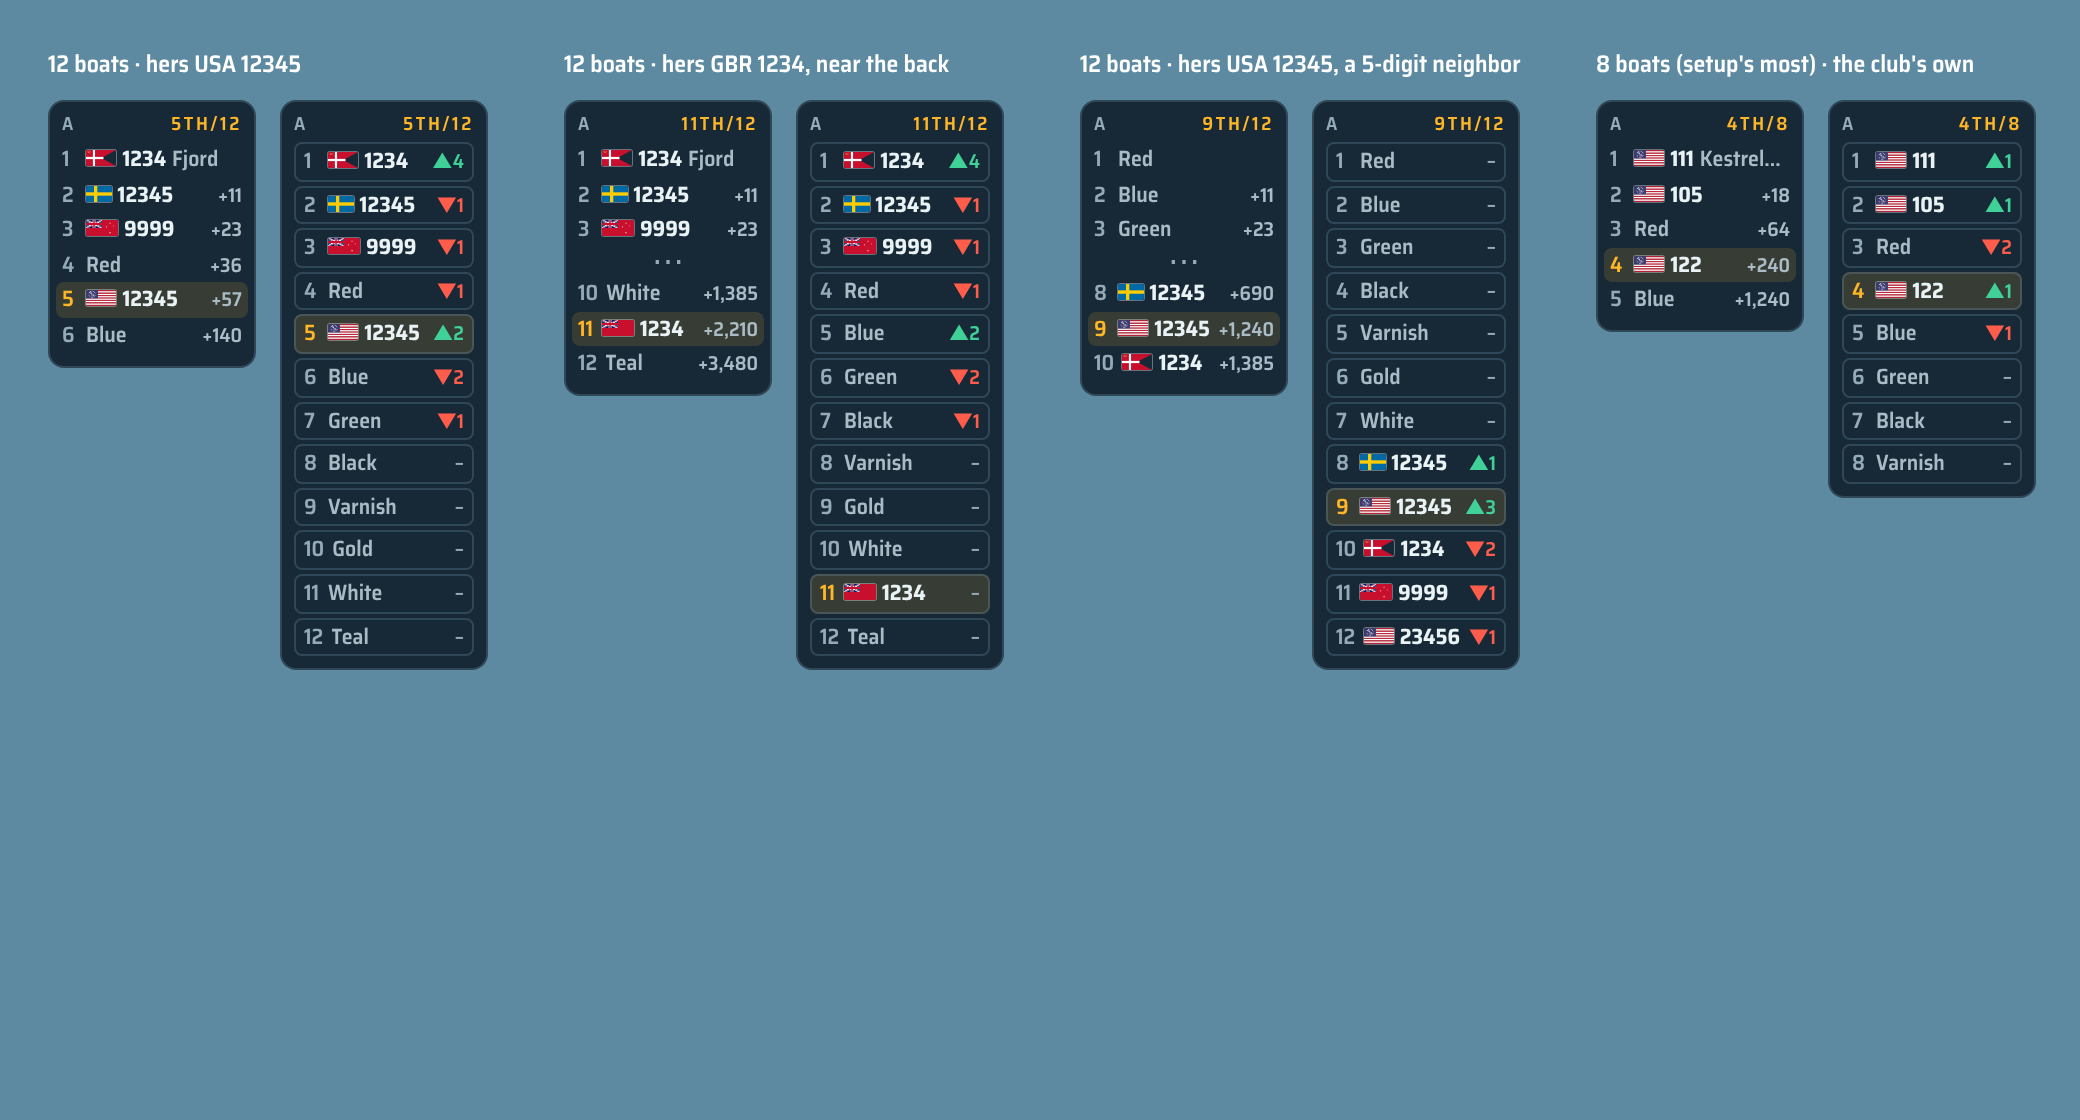 12 boats · hers USA 12345
A 5TH/12
1 1234 Fjord
2 12345 +11
3 9999 +23
4 Red +36
5 12345 +57
6 Blue +140
A 5TH/12
1 1234 ▲4
2 12345 ▼1
3 9999 ▼1
4 Red ▼1
5 12345 ▲2
6 Blue ▼2
7 Green ▼1
8 Black –
9 Varnish –
10 Gold –
11 White –
12 Teal –
12 boats · hers GBR 1234, near the back
A 11TH/12
1 1234 Fjord
2 12345 +11
3 9999 +23
...
10 White +1,385
11 1234 +2,210
12 Teal +3,480
A 11TH/12
1 1234 ▲4
2 12345 ▼1
3 9999 ▼1
4 Red ▼1
5 Blue ▲2
6 Green ▼2
7 Black ▼1
8 Varnish –
9 Gold –
10 White –
11 1234 –
12 Teal –
12 boats · hers USA 12345, a 5-digit neighbor
A 9TH/12
1 Red
2 Blue +11
3 Green +23
...
8 12345 +690
9 12345 +1,240
10 1234 +1,385
A 9TH/12
1 Red –
2 Blue –
3 Green –
4 Black –
5 Varnish –
6 Gold –
7 White –
8 12345 ▲1
9 12345 ▲3
10 1234 ▼2
11 9999 ▼1
12 23456 ▼1
8 boats (setup's most) · the club's own
A 4TH/8
1 111 Kestrel...
2 105 +18
3 Red +64
4 122 +240
5 Blue +1,240
A 4TH/8
1 111 ▲1
2 105 ▲1
3 Red ▼2
4 122 ▲1
5 Blue ▼1
6 Green –
7 Black –
8 Varnish –